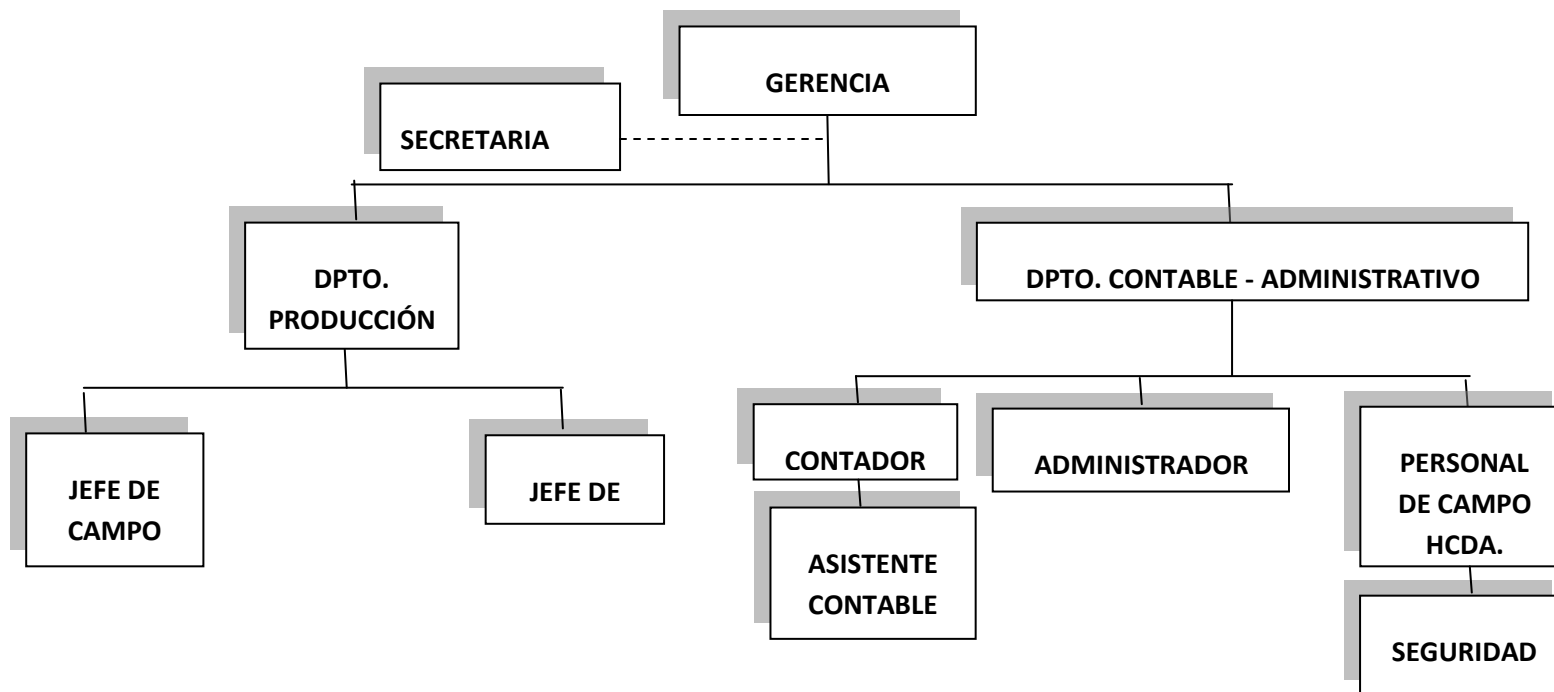 GERENCIA
SECRETARIA
DPTO.
PRODUCCIÓN
DPTO. CONTABLE - ADMINISTRATIVO
JEFE DE
CAMPO
JEFE DE
CONTADOR
ADMINISTRADOR
PERSONAL
DE CAMPO
HCDA.
ASISTENTE
CONTABLE
SEGURIDAD